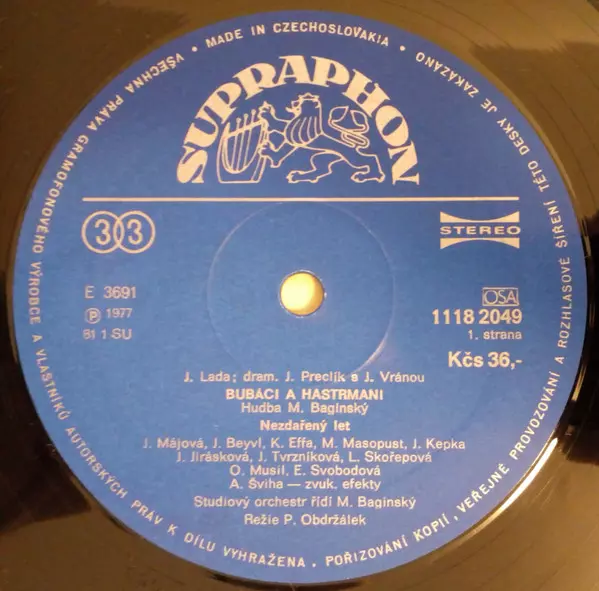 VŠECHNA PRÁVA GRAMOFONOVÉHO VÝROBCE A VLASTNÍKŮ AUTORSKÝCH PRÁV K DÍLU VYHRAŽENA. POŘIZOVÁNÍ KOPIÍ, VEŘEJNÉ PROVOZOVÁNÍ A ROZHLASOVÉ ŠÍŘENÍ TÉTO DESKY JE ZAKÁZÁNO
• MADE IN CZECHOSLOVAKIA •
SUPRAPHON
33
STEREO
E 3691
Ⓟ 1977
81 1 SU
OSA
1118 2049
1. strana
Kčs 36,-
J. Lada; dram. J. Preclík s J. Vránou
BUBÁCI A HASTRMANI
Hudba M. Baginský
Nezdařený let
J. Májová, J. Beyvl, K. Effa, M. Masopust, J. Kepka
J. Jirásková, J. Tvrzníková, L. Skořepová
O. Musil, E. Svobodová
A. Šviha — zvuk. efekty
Studiový orchestr řídí M. Baginský
Režie P. Obdržálek